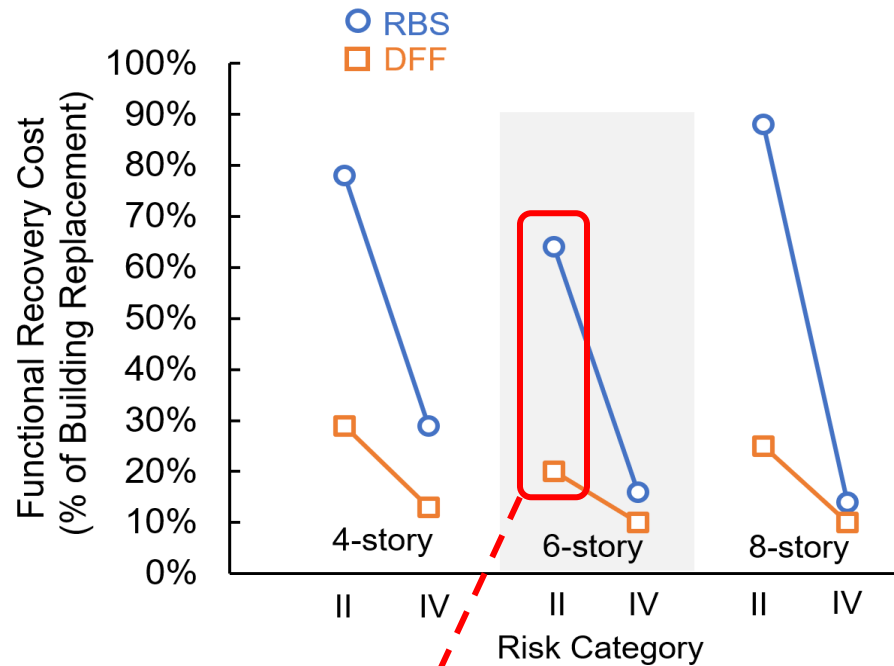 RBS
DFF
Functional Recovery Cost
(% of Building Replacement)
100%
90%
80%
70%
60%
50%
40%
30%
20%
10%
0%
4-story
6-story
8-story
II
IV
II
IV
II
IV
Risk Category